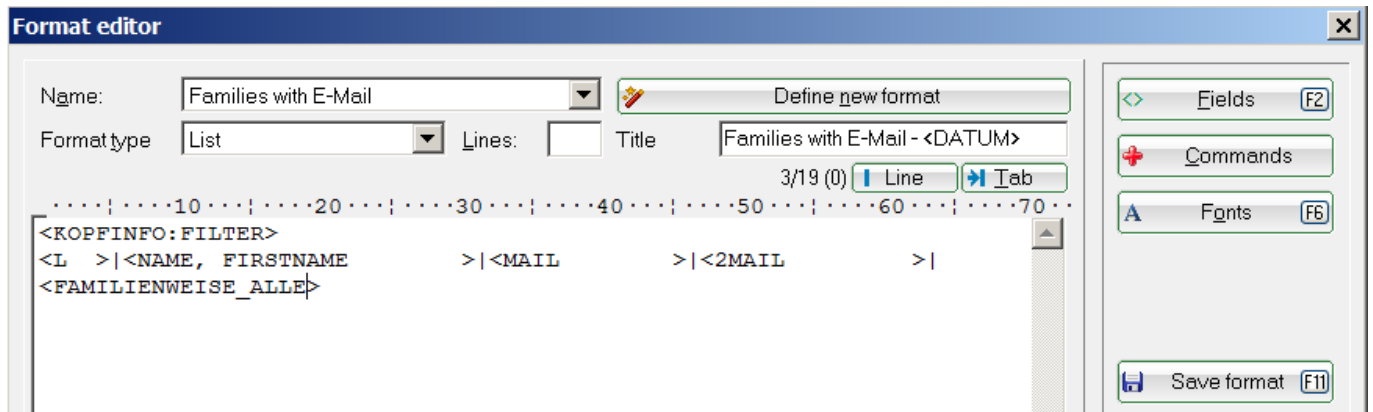 Format editor
Name: Families with E-Mail Define new format
Format type List Lines: Title Families with E-Mail - <DATUM>
3/19 (0) Line Tab
····¦····10···¦····20···¦····30···¦····40···¦····50···¦····60···¦····70··
<KOPFINFO:FILTER>
<L  >|<NAME, FIRSTNAME        >|<MAIL        >|<2MAIL         >|
<FAMILIENWEISE_ALLE>
Fields F2
Commands
Fonts F6
Save format F11